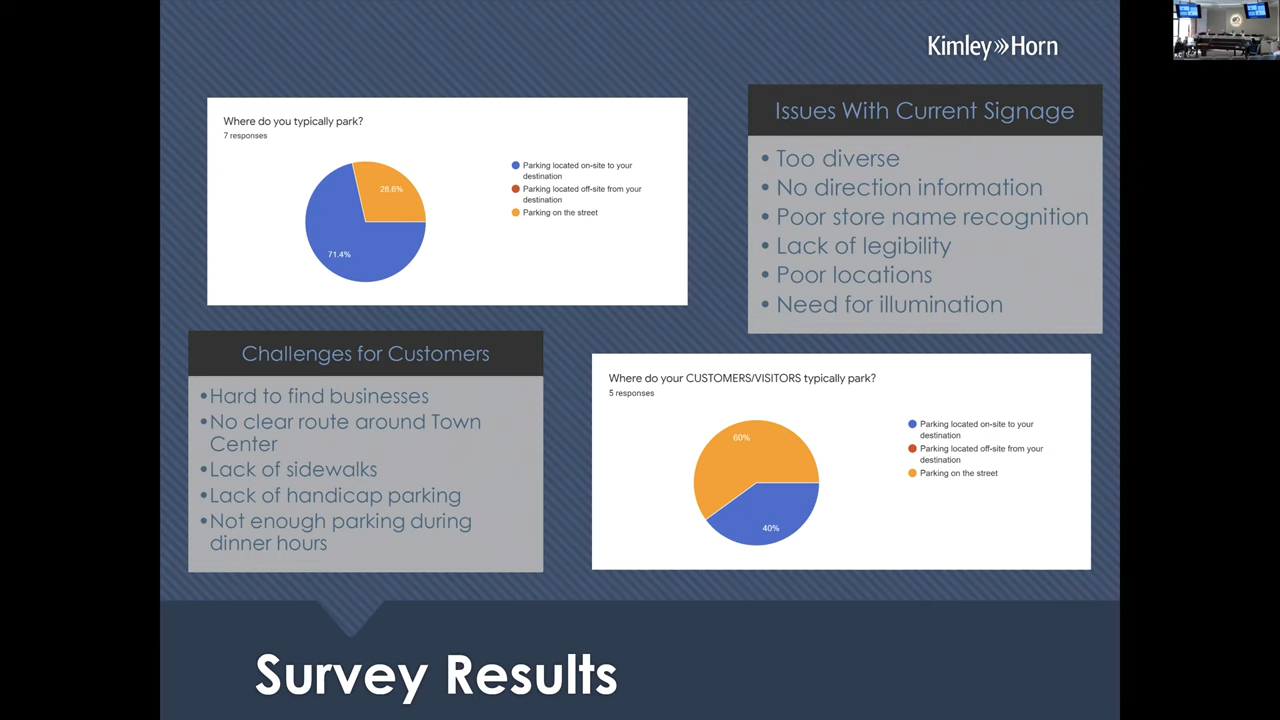 Kimley»Horn
Where do you typically park?
7 responses
28.6%
71.4%
Parking located on-site to your
destination
Parking located off-site from your
destination
Parking on the street
Issues With Current Signage
• Too diverse
• No direction information
• Poor store name recognition
• Lack of legibility
• Poor locations
• Need for illumination
Challenges for Customers
•Hard to find businesses
•No clear route around Town
Center
•Lack of sidewalks
•Lack of handicap parking
•Not enough parking during
dinner hours
Where do your CUSTOMERS/VISITORS typically park?
5 responses
60%
40%
Parking located on-site to your
destination
Parking located off-site from your
destination
Parking on the street
Survey Results